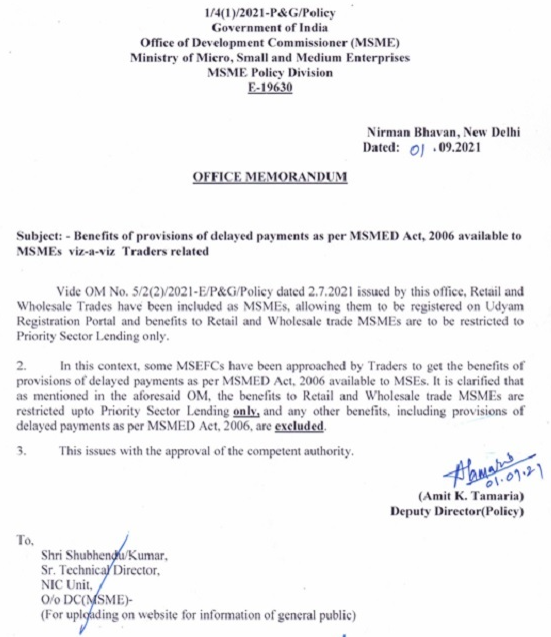 1/4(1)/2021-P&G/Policy
Government of India
Office of Development Commissioner (MSME)
Ministry of Micro, Small and Medium Enterprises
MSME Policy Division
E-19630
Nirman Bhavan, New Delhi
Dated: 01 .09.2021
OFFICE MEMORANDUM
Subject: - Benefits of provisions of delayed payments as per MSMED Act, 2006 available to
MSMEs viz-a-viz Traders related
Vide OM No. 5/2(2)/2021-E/P&G/Policy dated 2.7.2021 issued by this office, Retail and
Wholesale Trades have been included as MSMEs, allowing them to be registered on Udyam
Registration Portal and benefits to Retail and Wholesale trade MSMEs are to be restricted to
Priority Sector Lending only.
2. In this context, some MSEFCs have been approached by Traders to get the benefits of
provisions of delayed payments as per MSMED Act, 2006 available to MSEs. It is clarified that
as mentioned in the aforesaid OM, the benefits to Retail and Wholesale trade MSMEs are
restricted upto Priority Sector Lending only, and any other benefits, including provisions of
delayed payments as per MSMED Act, 2006, are excluded.
3. This issues with the approval of the competent authority.
01.09.21
(Amit K. Tamaria)
Deputy Director(Policy)
To,
Shri Shubhendu Kumar,
Sr. Technical Director,
NIC Unit,
O/o DC(MSME)-
(For uploading on website for information of general public)